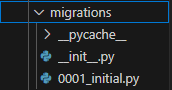 migrations
__pycache__
__init__.py
0001_initial.py